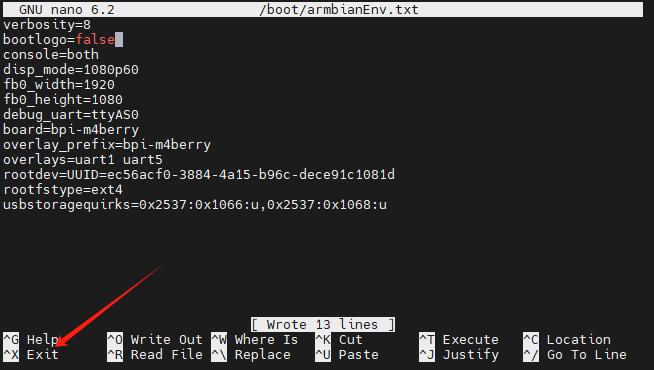 GNU nano 6.2 /boot/armbianEnv.txt
verbosity=8
bootlogo=false
console=both
disp_mode=1080p60
fb0_width=1920
fb0_height=1080
debug_uart=ttyAS0
board=bpi-m4berry
overlay_prefix=bpi-m4berry
overlays=uart1 uart5
rootdev=UUID=ec56acf0-3884-4a15-b96c-dece91c1081d
rootfstype=ext4
usbstoragequirks=0x2537:0x1066:u,0x2537:0x1068:u
[ Wrote 13 lines ]
^G Help ^O Write Out ^W Where Is ^K Cut ^T Execute ^C Location
^X Exit ^R Read File ^\ Replace ^U Paste ^J Justify ^/ Go To Line